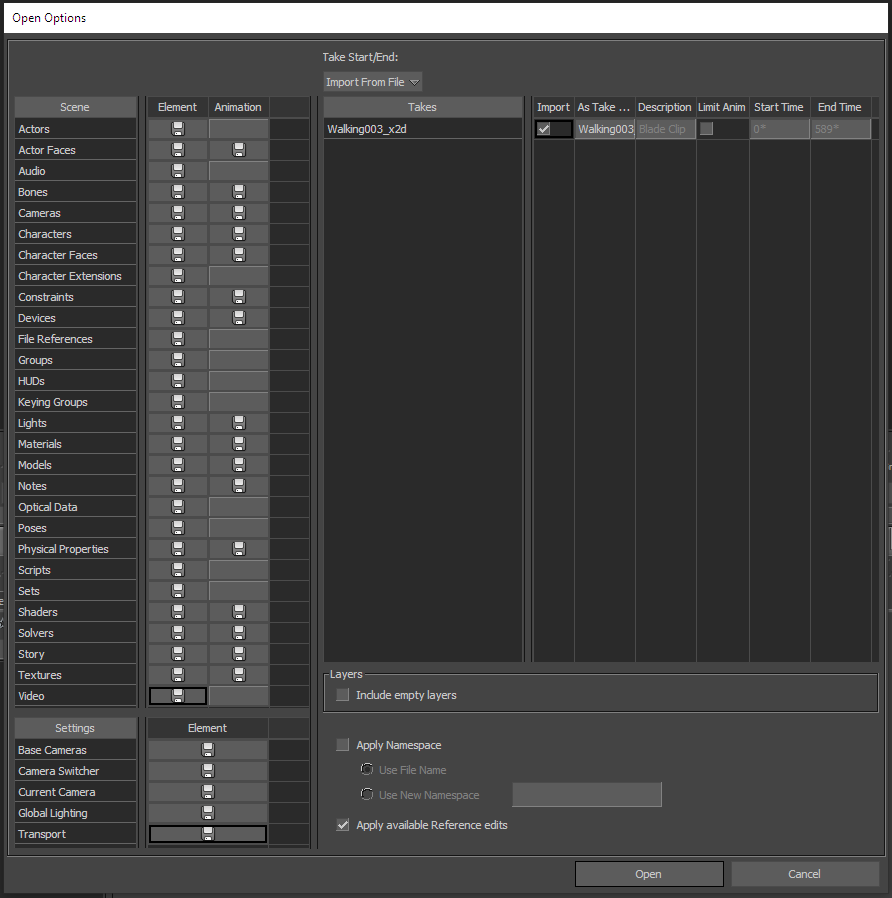 Open Options
Take Start/End:
Import From File
Scene Element Animation Takes Import As Take ... Description Limit Anim Start Time End Time
Actors Walking003_x2d Walking003 Blade Clip 0* 589*
Actor Faces
Audio
Bones
Cameras
Characters
Character Faces
Character Extensions
Constraints
Devices
File References
Groups
HUDs
Keying Groups
Lights
Materials
Models
Notes
Optical Data
Poses
Physical Properties
Scripts
Sets
Shaders
Solvers
Story
Textures
Video
Layers
Include empty layers
Settings Element
Base Cameras
Camera Switcher
Current Camera
Global Lighting
Transport
Apply Namespace
Use File Name
Use New Namespace
Apply available Reference edits
Open Cancel